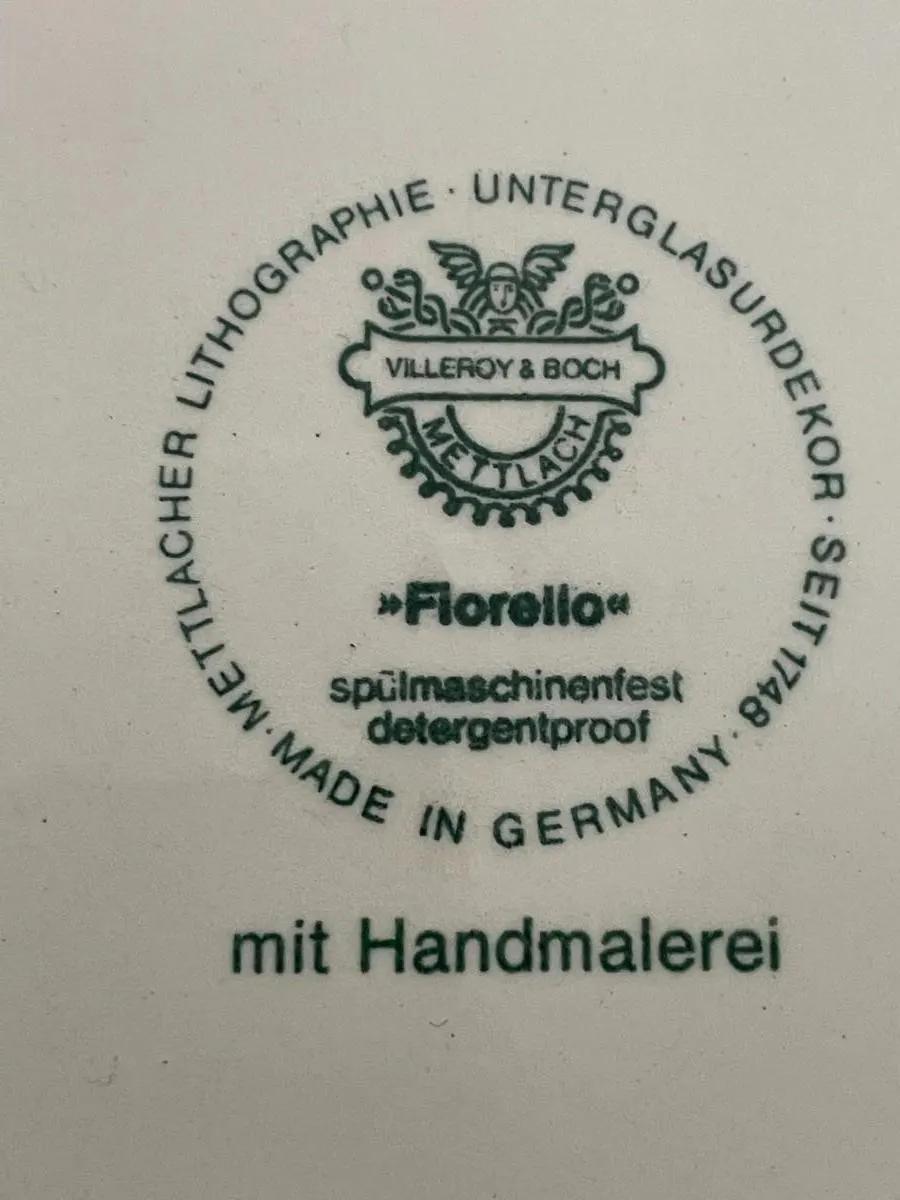 METTLACHER LITHOGRAPHIE · UNTERGLASURDEKOR · SEIT 1748 · MADE IN GERMANY ·
VILLEROY & BOCH
METTLACH
»Fiorello«
spülmaschinenfest
detergentproof
mit Handmalerei